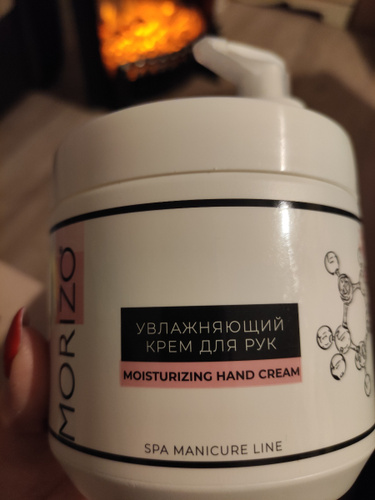 MORIZO
УВЛАЖНЯЮЩИЙ
КРЕМ ДЛЯ РУК
MOISTURIZING HAND CREAM
SPA MANICURE LINE